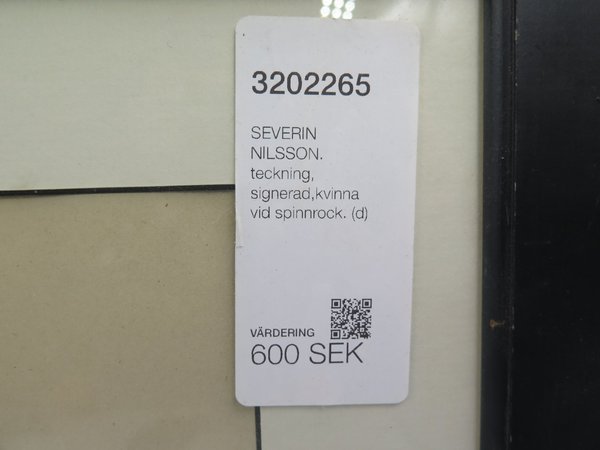 3202265
SEVERIN
NILSSON.
teckning,
signerad,kvinna
vid spinnrock. (d)
VÄRDERING
600 SEK